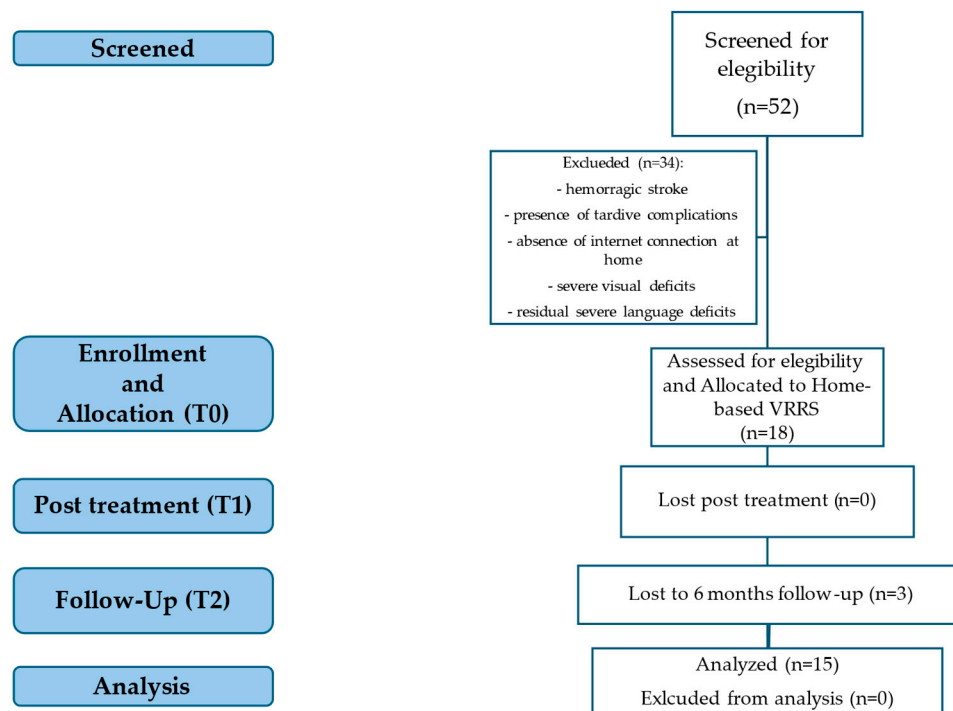 Screened
Screened for
elegibility
(n=52)
Exclueded (n=34):
- hemorragic stroke
- presence of tardive complications
- absence of internet connection at
home
- severe visual deficits
- residual severe language deficits
Enrollment
and
Allocation (T0)
Assessed for elegibility
and Allocated to Home-
based VRRS
(n=18)
Post treatment (T1)
Lost post treatment (n=0)
Follow-Up (T2)
Lost to 6 months follow-up (n=3)
Analysis
Analyzed (n=15)
Exlcuded from analysis (n=0)